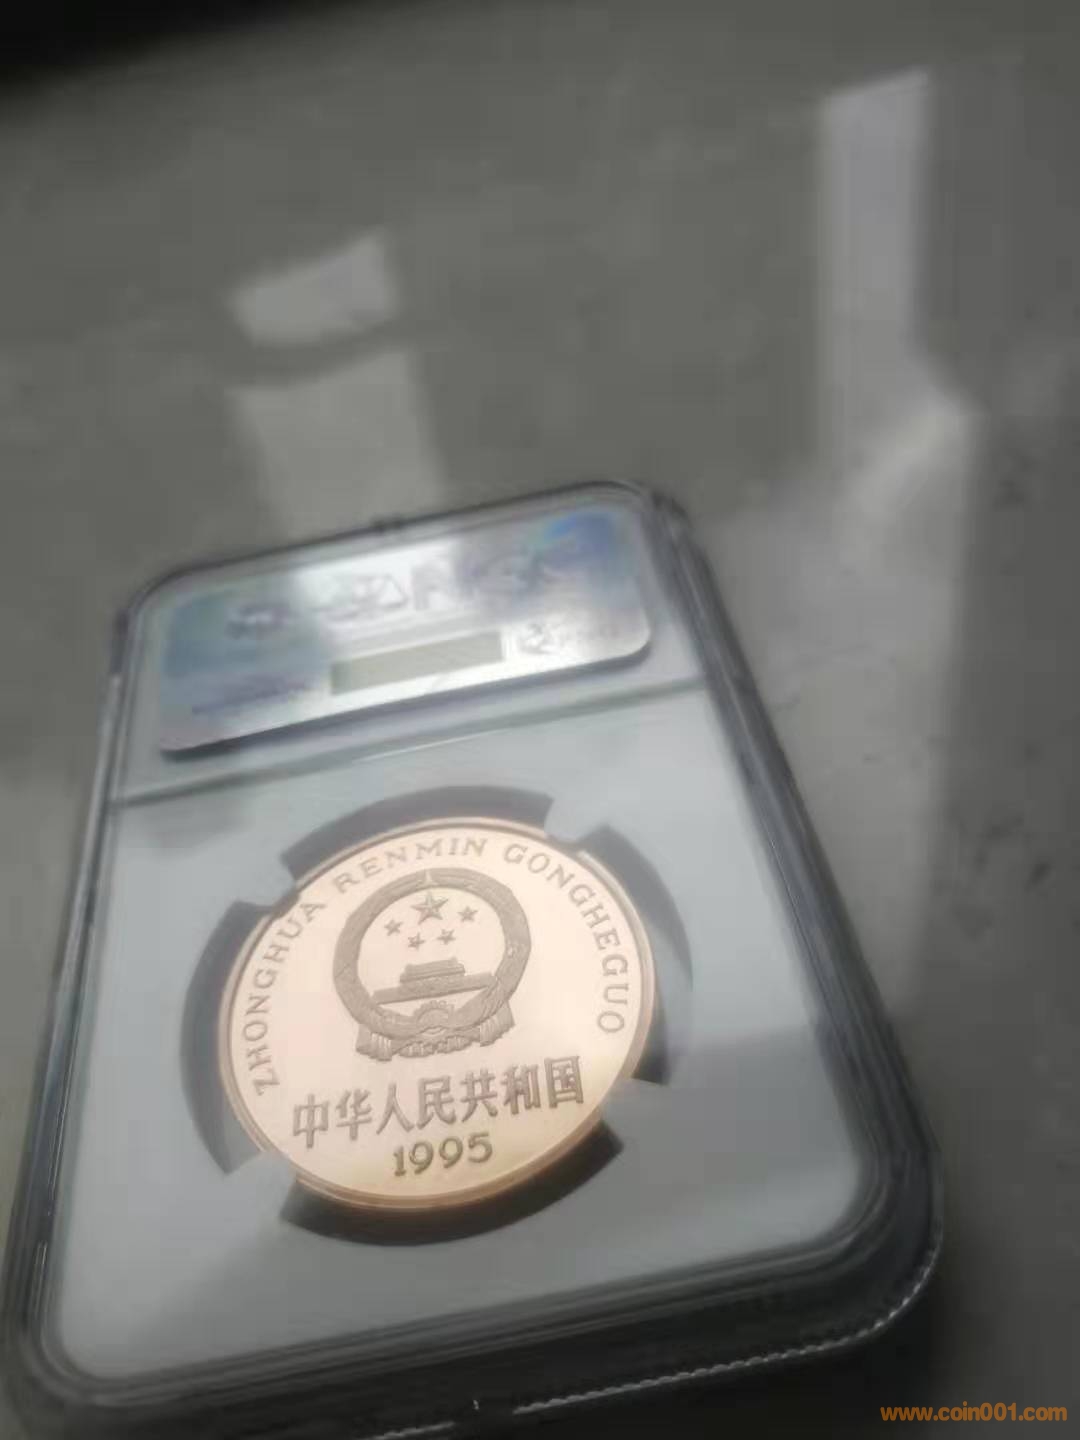 ZHONGHUA RENMIN GONGHEGUO
中华人民共和国
1995
www.coin001.com